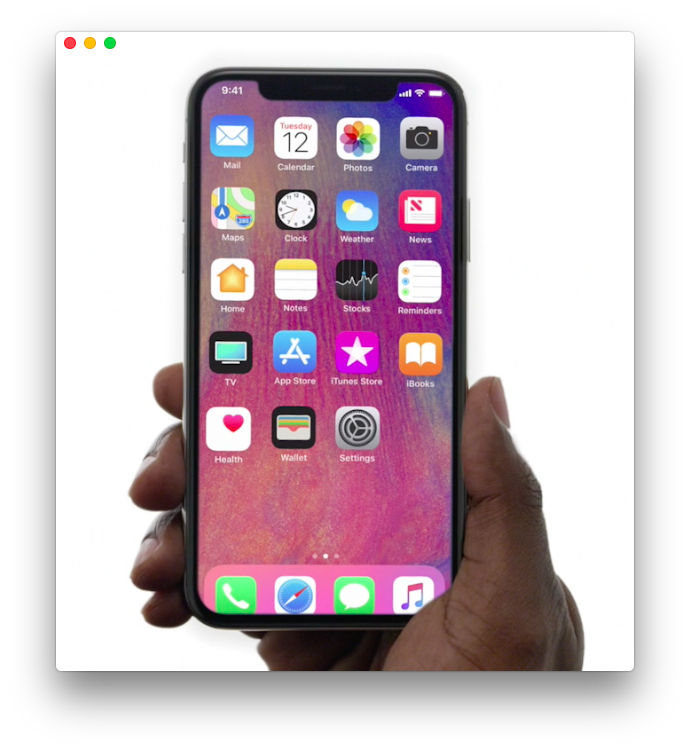 9:41
Tuesday
12
Mail Calendar Photos Camera
280
Maps Clock Weather News
Home Notes Stocks Reminders
TV App Store iTunes Store iBooks
Health Wallet Settings